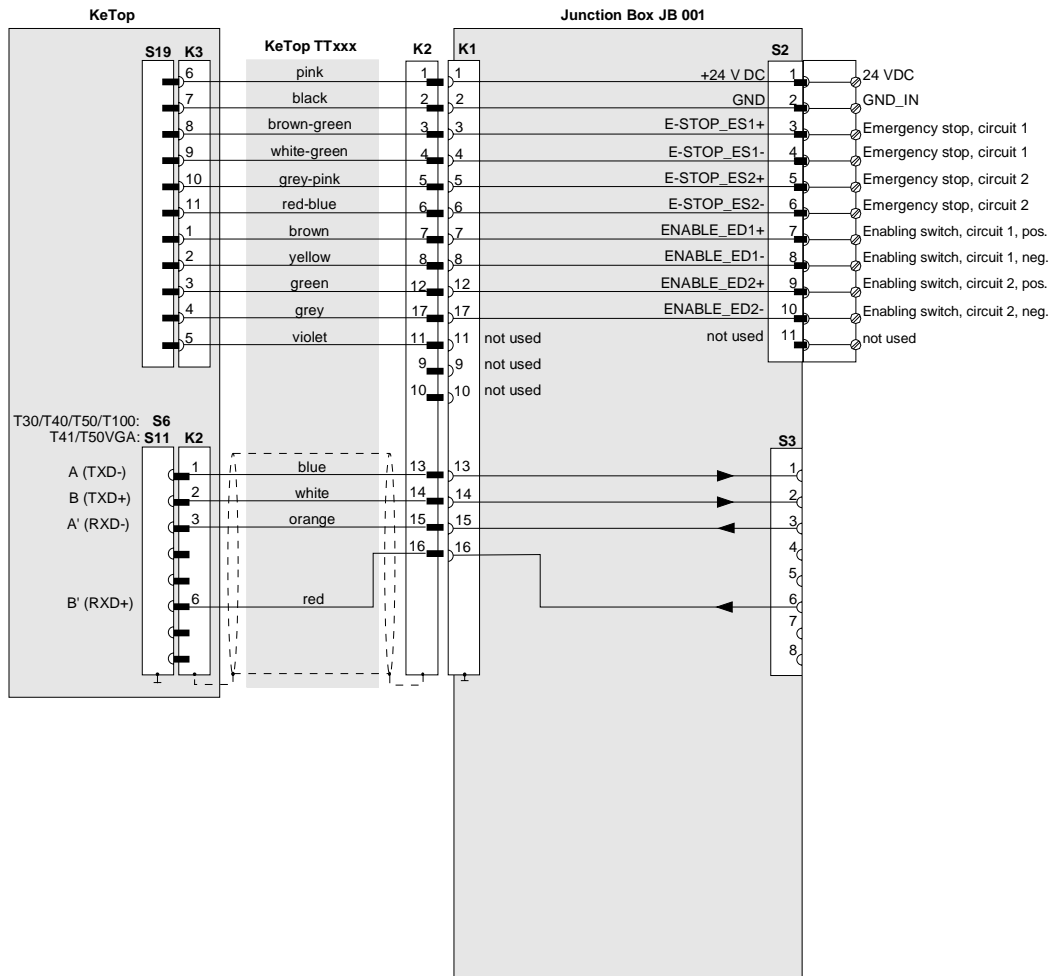 KeTop
Junction Box JB 001
S19 K3 KeTop TTxxx K2 K1 S2
6 pink 1 1 +24 V DC 1 24 VDC
7 black 2 2 GND 2 GND_IN
8 brown-green 3 3 E-STOP_ES1+ 3 Emergency stop, circuit 1
9 white-green 4 4 E-STOP_ES1- 4 Emergency stop, circuit 1
10 grey-pink 5 5 E-STOP_ES2+ 5 Emergency stop, circuit 2
11 red-blue 6 6 E-STOP_ES2- 6 Emergency stop, circuit 2
1 brown 7 7 ENABLE_ED1+ 7 Enabling switch, circuit 1, pos.
2 yellow 8 8 ENABLE_ED1- 8 Enabling switch, circuit 1, neg.
3 green 12 12 ENABLE_ED2+ 9 Enabling switch, circuit 2, pos.
4 grey 17 17 ENABLE_ED2- 10 Enabling switch, circuit 2, neg.
5 violet 11 11 not used not used 11 not used
9 9 not used
10 10 not used
T30/T40/T50/T100: S6
T41/T50VGA: S11 K2 S3
A (TXD-) 1 blue 13 13 1
B (TXD+) 2 white 14 14 2
A' (RXD-) 3 orange 15 15 3
16 16 4
5
B' (RXD+) 6 red 6
7
8